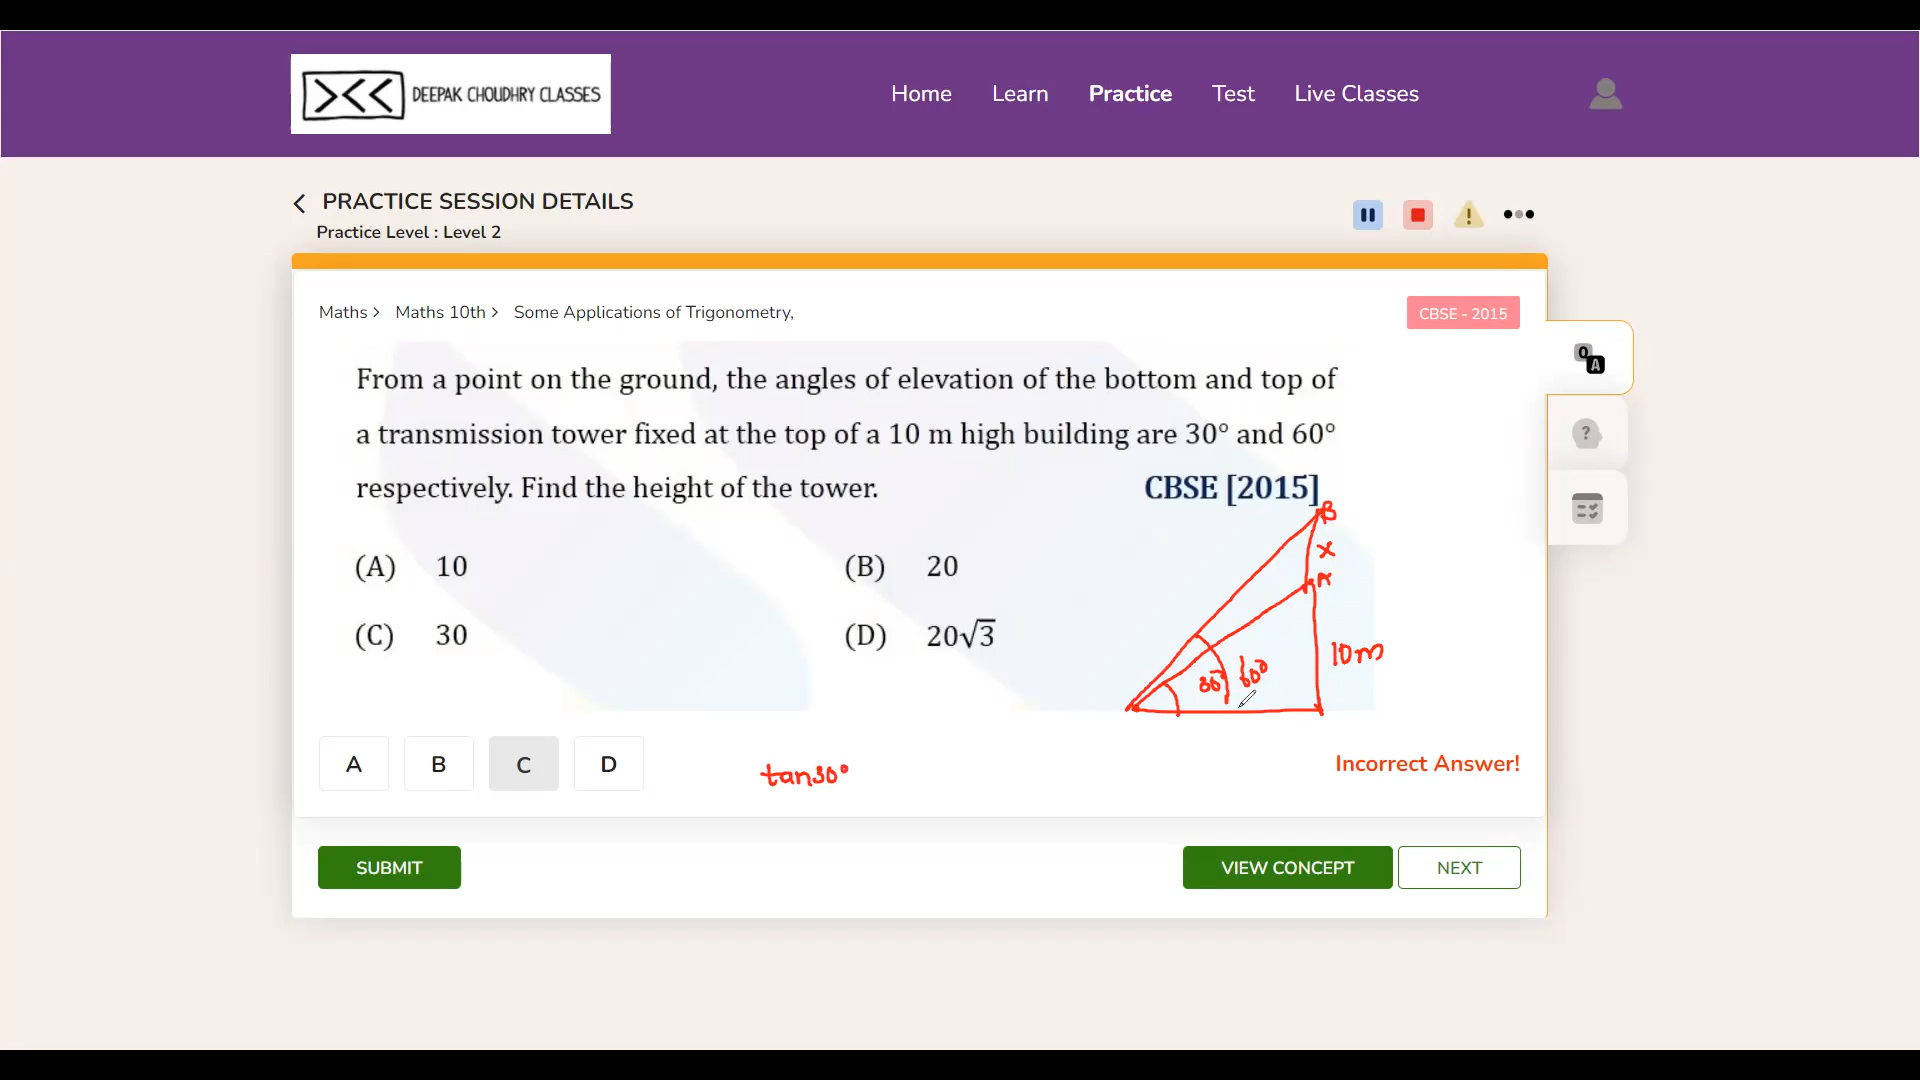 DEEPAK CHOUDHRY CLASSES
Home Learn Practice Test Live Classes
PRACTICE SESSION DETAILS
Practice Level : Level 2
Maths > Maths 10th > Some Applications of Trigonometry,
CBSE - 2015
From a point on the ground, the angles of elevation of the bottom and top of
a transmission tower fixed at the top of a 10 m high building are 30° and 60°
respectively. Find the height of the tower. CBSE [2015]
(A) 10 (B) 20
(C) 30 (D) 20√3
B
x
A
10m
30° 60°
A B C D
tan30°
Incorrect Answer!
SUBMIT VIEW CONCEPT NEXT